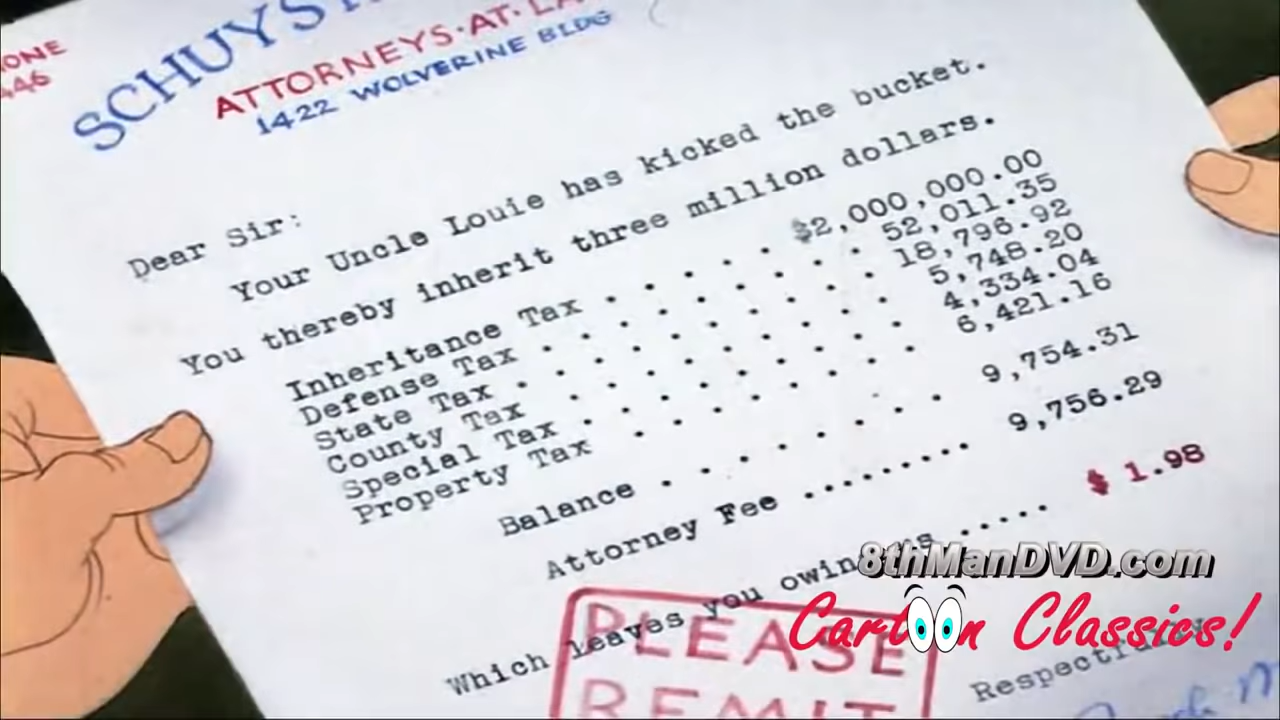 SCHUYST
ATTORNEYS·AT·LA
1422 WOLVERINE BLDG
ONE
446
Dear Sir:
Your Uncle Louie has kicked the bucket.
You thereby inherit three million dollars.
Inheritance Tax . . . . . $2,000,000.00
Defense Tax . . . . . . . . . 52,011.35
State Tax . . . . . . . . . . 18,796.92
County Tax . . . . . . . . . 5,748.20
Special Tax . . . . . . . . . 4,334.04
Property Tax . . . . . . . . 6,421.16
Balance . . . . . . . . 9,754.31
Attorney Fee .......... 9,756.29
Which leaves you owing us ..... $ 1.98
PLEASE
REMIT
8thManDVD.com
Cartoon Classics!